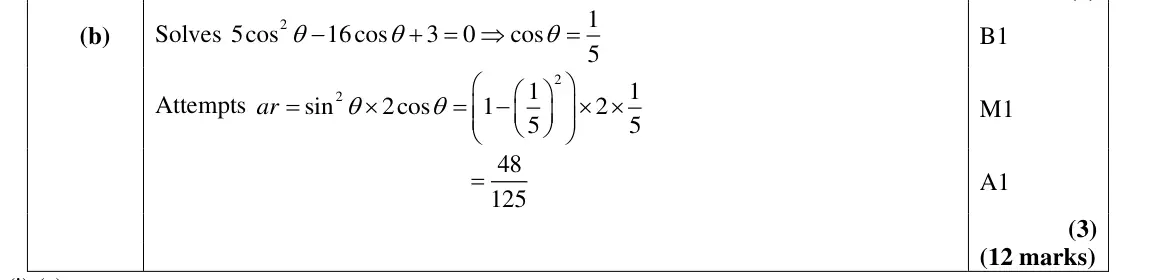 (b) Solves 5cos² θ − 16cos θ + 3 = 0 ⇒ cos θ = 1/5 B1
Attempts ar = sin² θ × 2cos θ = (1 − (1/5)²) × 2 × 1/5 M1
= 48/125 A1
(3)
(12 marks)